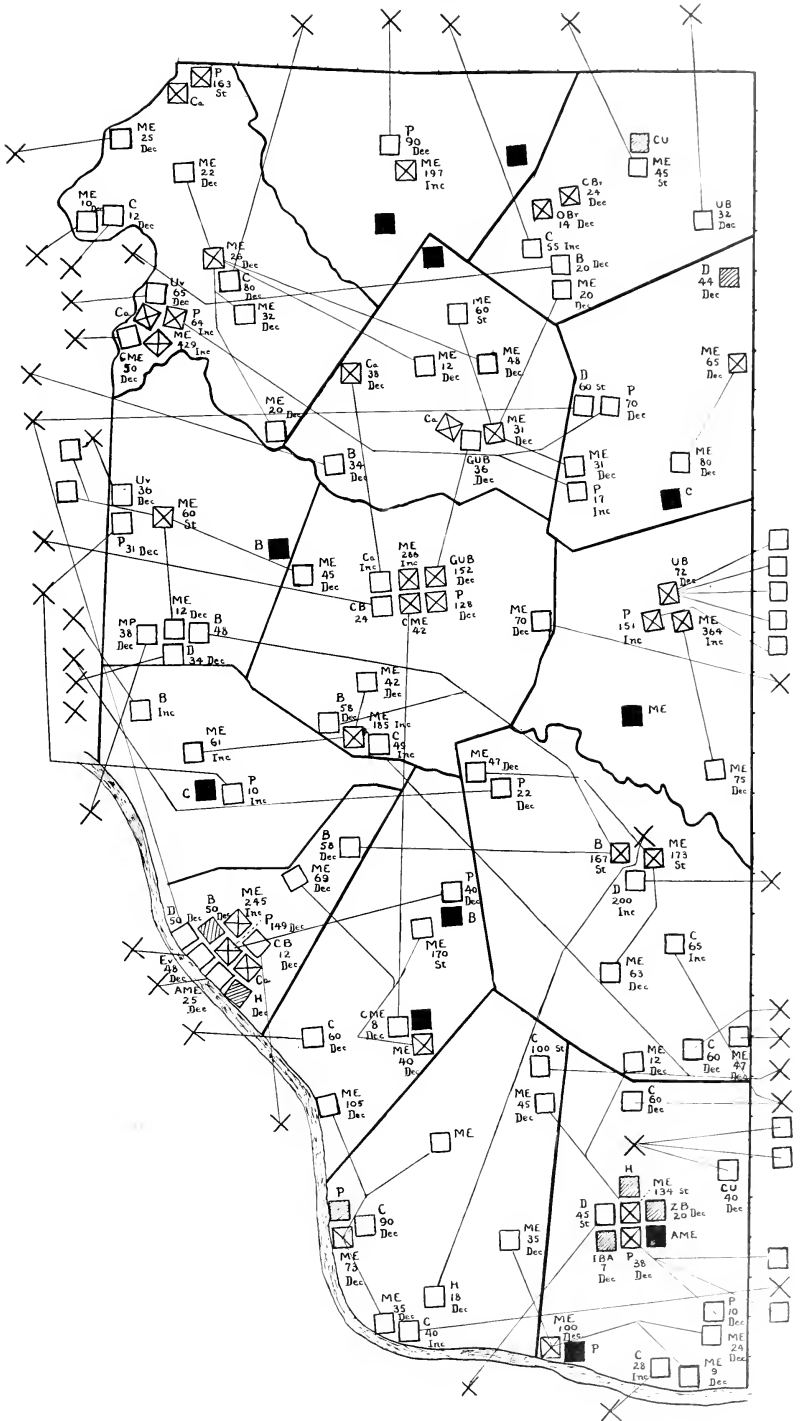 P
163
St
Ca
ME
25
Dec
ME
22
Dec
P
90
Dec
ME
197
Inc
CU
ME
45
St
CBr
24
Dec
OBr
14 Dec
UB
32
Dec
ME
10 Dec
C
12
Dec
C
55 Inc
B
20 Dec
ME
20
Dec
ME
26
Dec
C
80
Dec
ME
32
Dec
D
44
Dec
Uv
65
Dec
Ca
P
64
Inc
ME
429
Inc
CME
50
Dec
ME
60
St
ME
12
Dec
ME
48
Dec
Ca
38
Dec
ME
65
Dec
D
60 St
P
70
Dec
ME
20 Dec
Ca
ME
31
Dec
GUB
36
Dec
B
34
Dec
ME
31
Dec
P
17
Inc
ME
80
Dec
C
Uv
36
Dec
ME
60
St
P 31 Dec
B
ME
45
Dec
Ca
Inc
ME
288
Inc
GUB
152
Dec
CB
24
CME
42
P
128
Dec
UB
72
Dec
P
151
Inc
ME
364
Inc
ME
70
Dec
MP
38
Dec
ME
12 Dec
B
48
D
34 Dec
ME
42
Dec
B
Inc
B
58
Dec
ME
185 Inc
C
49
Inc
ME
61
Inc
ME
C
P
10
Inc
ME
47 Dec
P
22
Dec
ME
75
Dec
B
58
Dec
B
167
St
ME
173
St
D
200
Inc
ME
69
Dec
P
40
Dec
B
ME
170
St
D
50 Dec
B
50
Dec
ME
245
Inc
P
149 Dec
CB
12
Dec
Ev
48
Dec
Ca
AME
25
Dec
H
Dec
C
65
Inc
ME
63
Dec
CME
8
Dec
ME
40
Dec
C
60
Dec
C
100 St
ME
12
Dec
C
60
Dec
ME
47
Dec
ME
105
Dec
ME
45
Dec
C
60
Dec
ME
H
ME
134 St
CU
40
Dec
P
C
90
Dec
ME
73
Dec
D
45
St
ZB
20 Dec
AME
IBA
7
Dec
P
38
Dec
ME
35
Dec
H
18
Dec
ME
35
Dec
C
40
Inc
ME
100
Dec
P
P
10
Dec
ME
24
Dec
C
28
Inc
ME
9
Dec